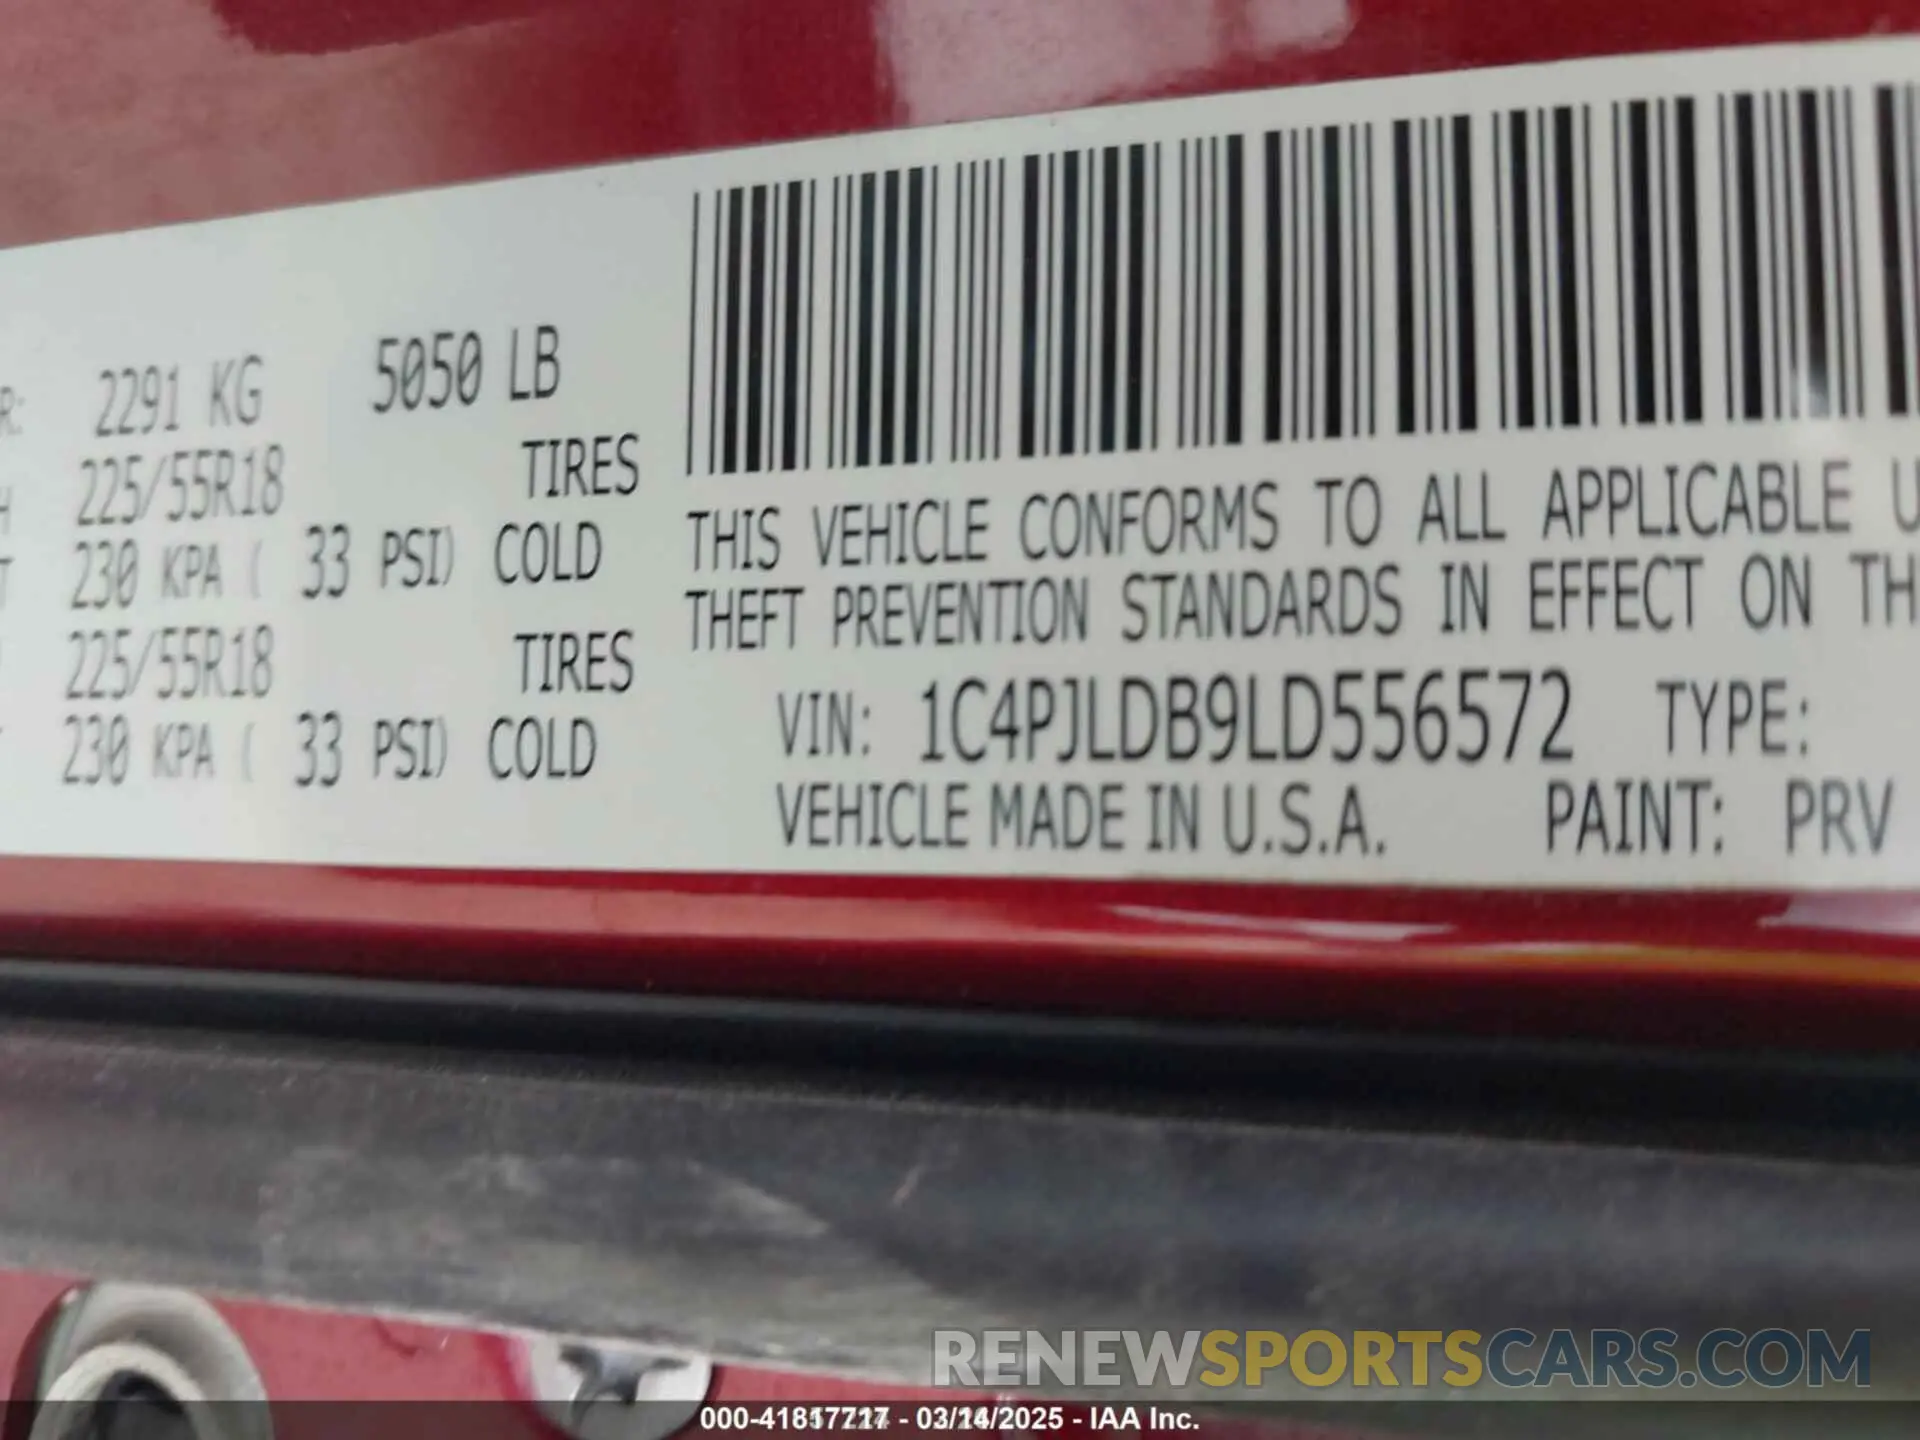 2291 KG 5050 LB
225/55R18 TIRES
230 KPA ( 33 PSI) COLD
225/55R18 TIRES
230 KPA ( 33 PSI) COLD
THIS VEHICLE CONFORMS TO ALL APPLICABLE U
THEFT PREVENTION STANDARDS IN EFFECT ON TH
VIN: 1C4PJLDB9LD556572 TYPE:
VEHICLE MADE IN U.S.A. PAINT: PRV
RENEWSPORTSCARS.COM
03/14/2025 - IAA Inc.